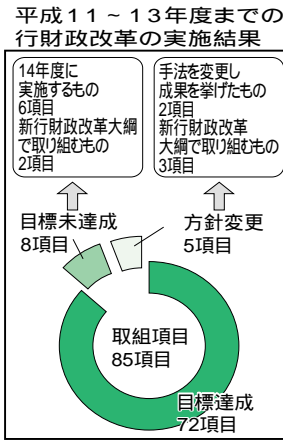 平成11~13年度までの
行財政改革の実施結果
14年度に
実施するもの
6項目
新行財政改革大綱
で取り組むもの
2項目
手法を変更し
成果を挙げたもの
2項目
新行財政改革
大綱で取り組むもの
3項目
目標未達成
8項目
方針変更
5項目
取組項目
85項目
目標達成
72項目